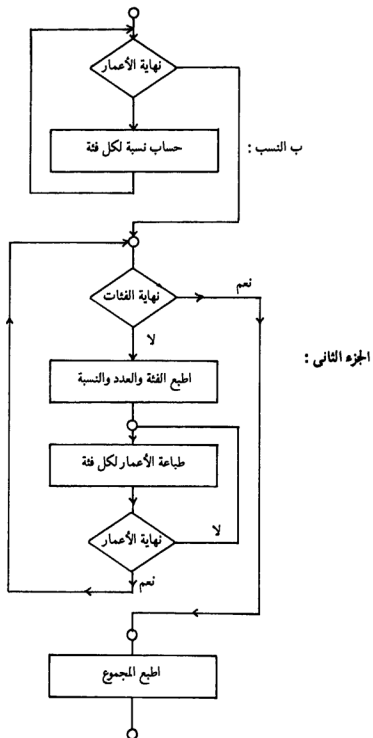 نهاية الأعمار
حساب نسبة لكل فئة
ب النسب :
نهاية الفئات
نعم
لا
الجزء الثانى :
اطبع الفئة والعدد والنسبة
طباعة الأعمار لكل فئة
نهاية الأعمار
لا
نعم
اطبع المجموع